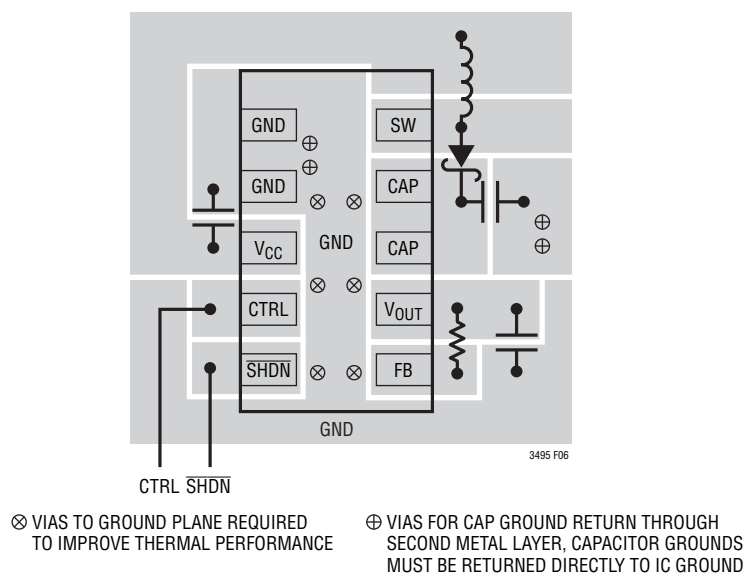 GND
SW
GND
CAP
GND
VCC
CAP
CTRL
VOUT
SHDN
FB
GND
3495 F06
CTRL SHDN
⊗ VIAS TO GROUND PLANE REQUIRED
TO IMPROVE THERMAL PERFORMANCE
⊕ VIAS FOR CAP GROUND RETURN THROUGH
SECOND METAL LAYER, CAPACITOR GROUNDS
MUST BE RETURNED DIRECTLY TO IC GROUND